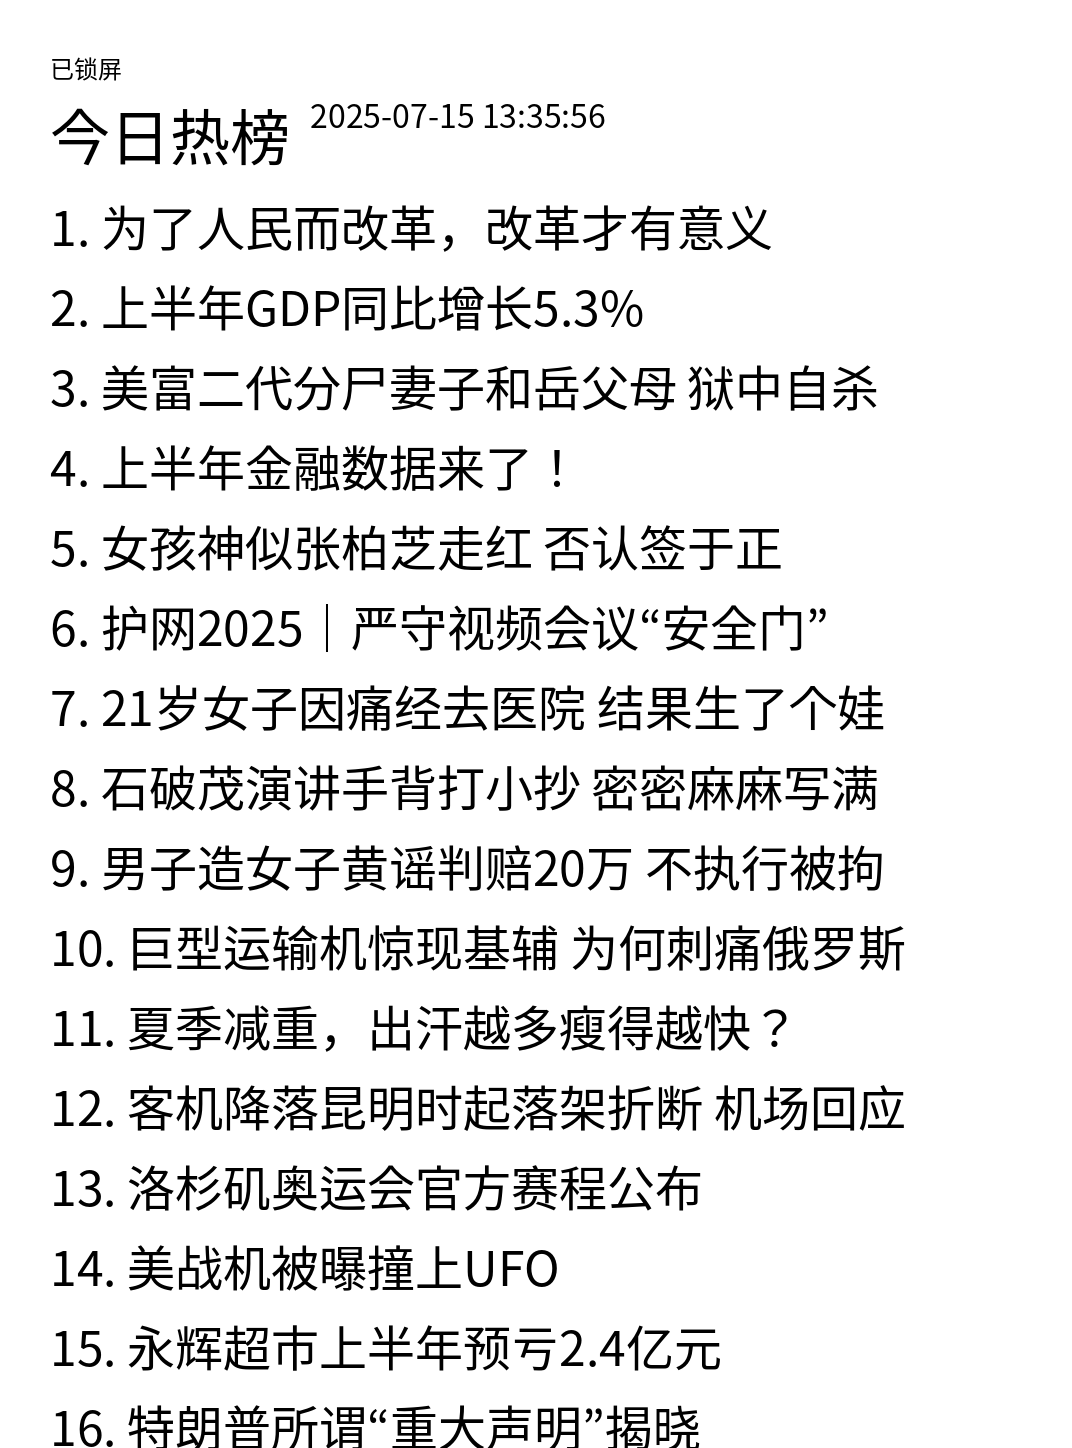 已锁屏
今日热榜 2025-07-15 13:35:56
1. 为了人民而改革，改革才有意义
2. 上半年GDP同比增长5.3%
3. 美富二代分尸妻子和岳父母 狱中自杀
4. 上半年金融数据来了！
5. 女孩神似张柏芝走红 否认签于正
6. 护网2025｜严守视频会议“安全门”
7. 21岁女子因痛经去医院 结果生了个娃
8. 石破茂演讲手背打小抄 密密麻麻写满
9. 男子造女子黄谣判赔20万 不执行被拘
10. 巨型运输机惊现基辅 为何刺痛俄罗斯
11. 夏季减重，出汗越多瘦得越快？
12. 客机降落昆明时起落架折断 机场回应
13. 洛杉矶奥运会官方赛程公布
14. 美战机被曝撞上UFO
15. 永辉超市上半年预亏2.4亿元
16. 特朗普所谓“重大声明”揭晓